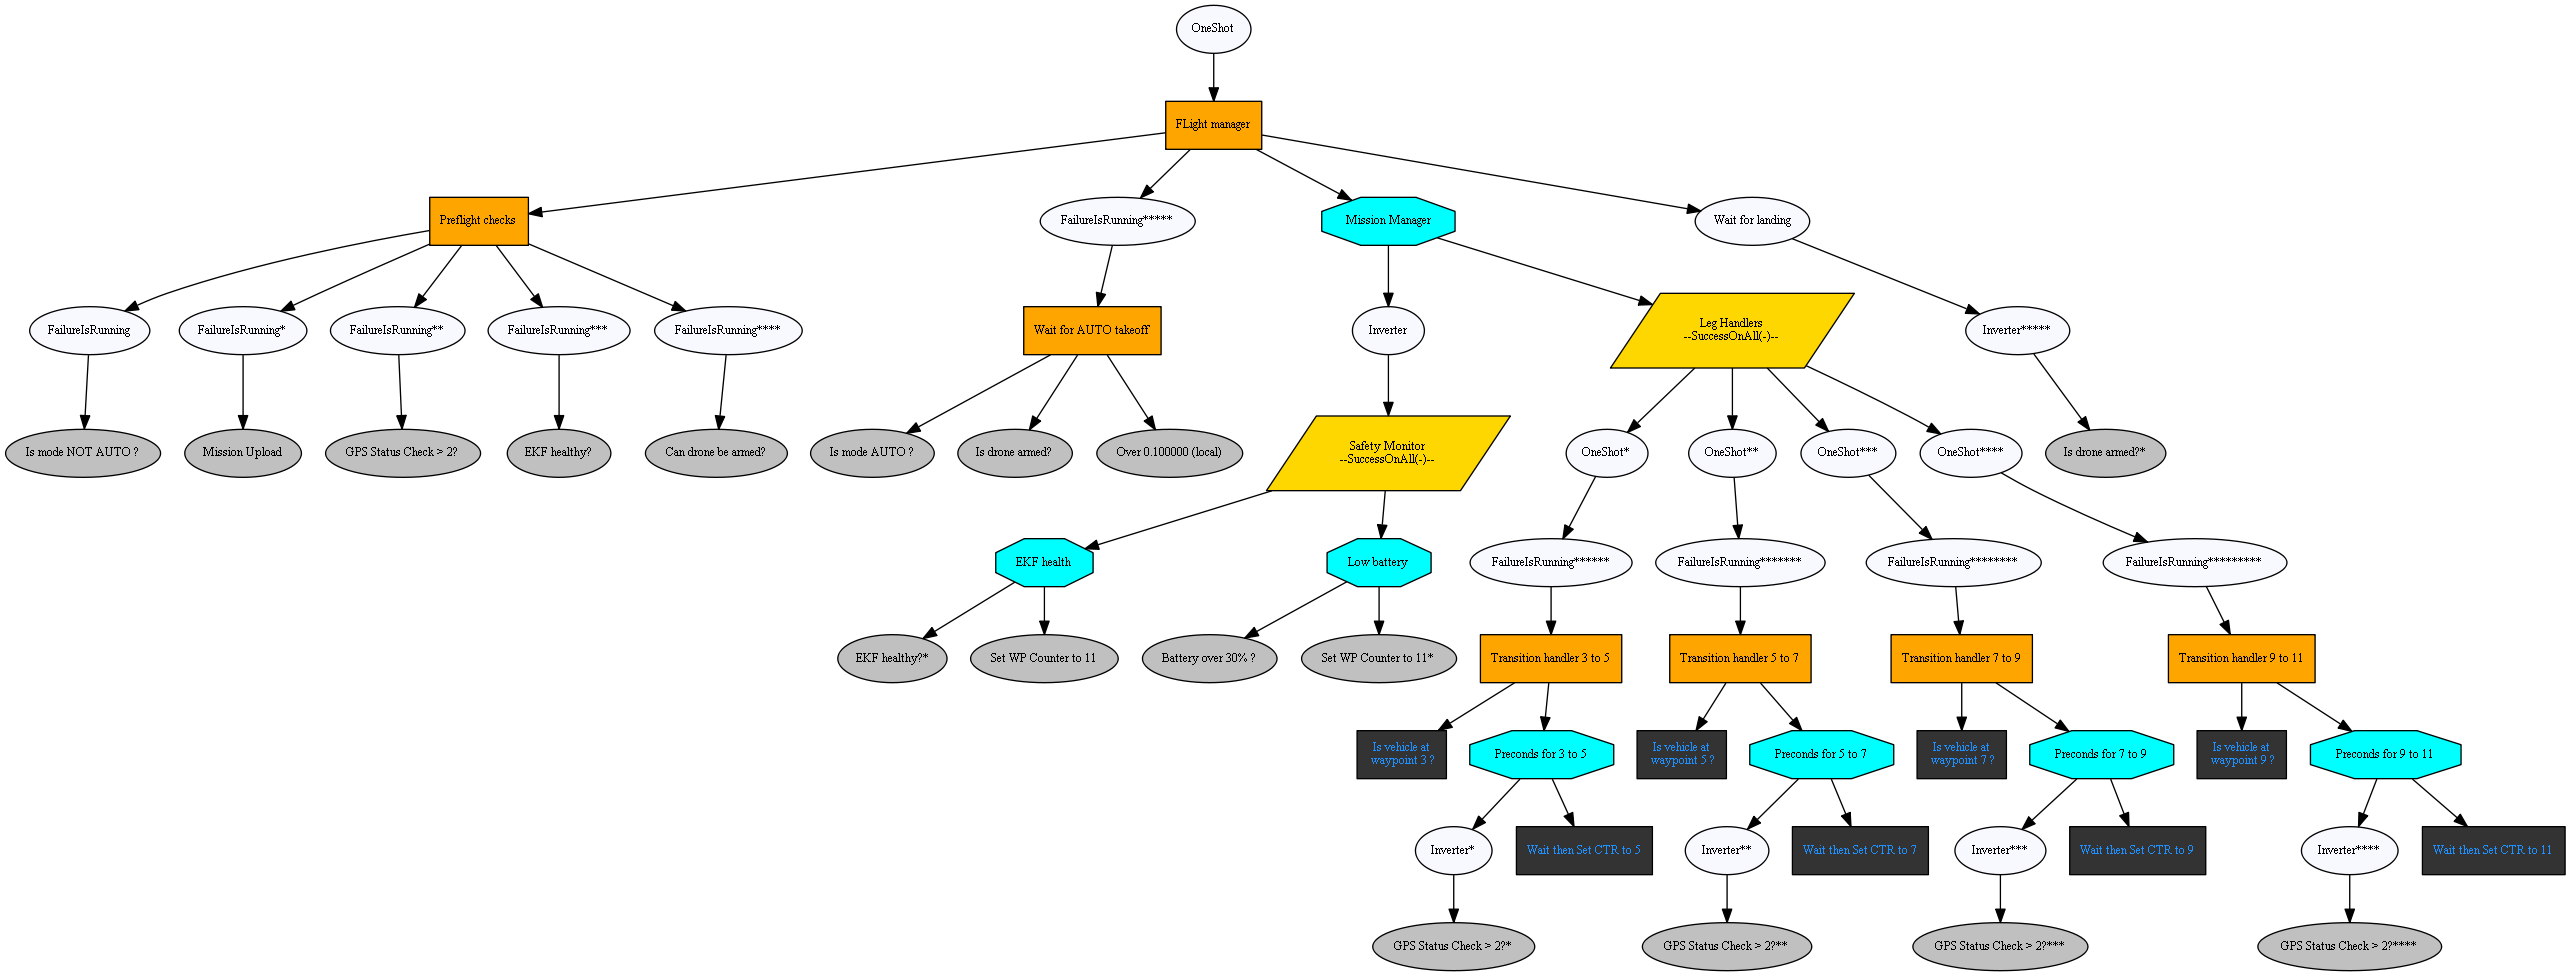 OneShot
FLight manager
Preflight checks
FailureIsRunning*****
Mission Manager
Wait for landing
FailureIsRunning
FailureIsRunning*
FailureIsRunning**
FailureIsRunning***
FailureIsRunning****
Wait for AUTO takeoff
Inverter
Leg Handlers
--SuccessOnAll(-)--
Inverter*****
Is mode NOT AUTO ?
Mission Upload
GPS Status Check > 2?
EKF healthy?
Can drone be armed?
Is mode AUTO ?
Is drone armed?
Over 0.100000 (local)
Safety Monitor
--SuccessOnAll(-)--
OneShot*
OneShot**
OneShot***
OneShot****
Is drone armed?*
EKF health
Low battery
FailureIsRunning******
FailureIsRunning*******
FailureIsRunning********
FailureIsRunning*********
EKF healthy?*
Set WP Counter to 11
Battery over 30% ?
Set WP Counter to 11*
Transition handler 3 to 5
Transition handler 5 to 7
Transition handler 7 to 9
Transition handler 9 to 11
Is vehicle at
waypoint 3 ?
Preconds for 3 to 5
Is vehicle at
waypoint 5 ?
Preconds for 5 to 7
Is vehicle at
waypoint 7 ?
Preconds for 7 to 9
Is vehicle at
waypoint 9 ?
Preconds for 9 to 11
Inverter*
Wait then Set CTR to 5
Inverter**
Wait then Set CTR to 7
Inverter***
Wait then Set CTR to 9
Inverter****
Wait then Set CTR to 11
GPS Status Check > 2?*
GPS Status Check > 2?**
GPS Status Check > 2?***
GPS Status Check > 2?****